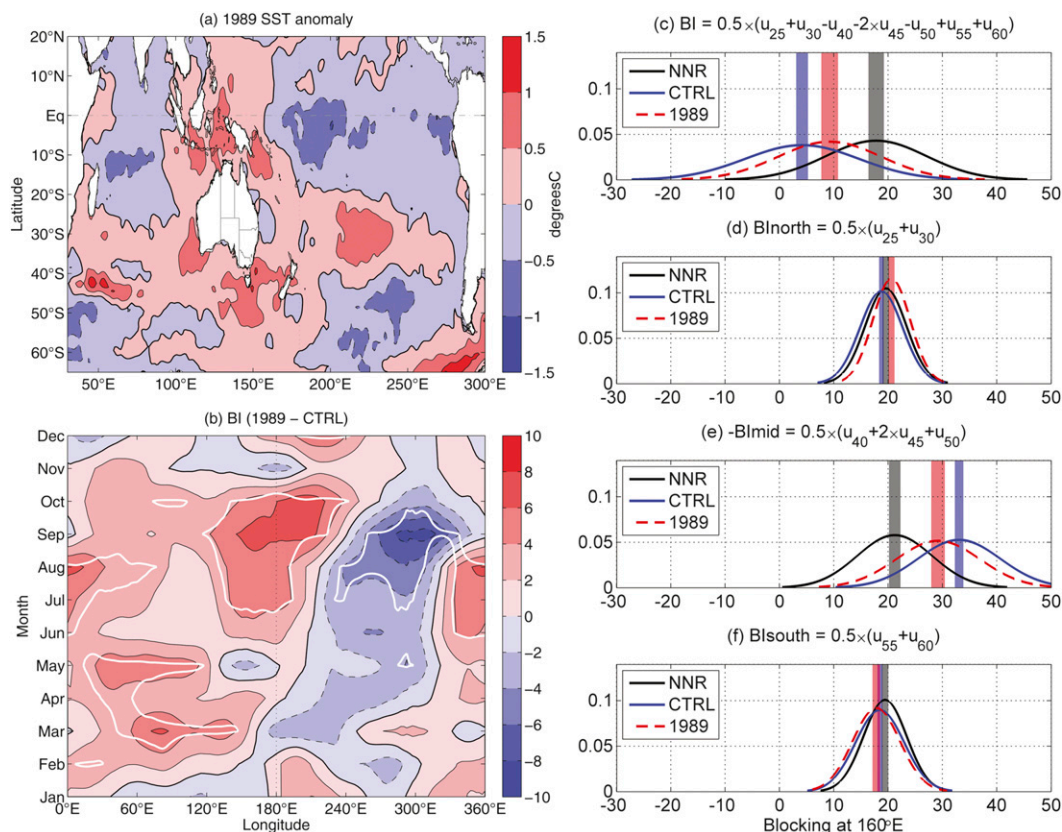 (a) 1989 SST anomaly
20°N
10°N
Eq
10°S
20°S
30°S
40°S
50°S
60°S
Latitude
50°E
100°E
150°E
200°E
250°E
300°E
1.5
1
0.5
0
−0.5
−1
−1.5
degreesC
(b) BI (1989 − CTRL)
Dec
Nov
Oct
Sep
Aug
Jul
Jun
May
Apr
Mar
Feb
Jan
Month
0°E
60°E
120°E
180°E
240°E
300°E
360°E
Longitude
10
8
6
4
2
0
−2
−4
−6
−8
−10
(c) BI = 0.5×(u25+u30-u40-2×u45-u50+u55+u60)
NNR
CTRL
1989
0.1
0.05
0
-30 -20 -10 0 10 20 30 40 50
(d) BInorth = 0.5×(u25+u30)
NNR
CTRL
1989
0.1
0.05
0
-30 -20 -10 0 10 20 30 40 50
(e) -BImid = 0.5×(u40+2×u45+u50)
NNR
CTRL
1989
0.1
0.05
0
-30 -20 -10 0 10 20 30 40 50
(f) BIsouth = 0.5×(u55+u60)
NNR
CTRL
1989
0.1
0.05
0
-30 -20 -10 0 10 20 30 40 50
Blocking at 160°E